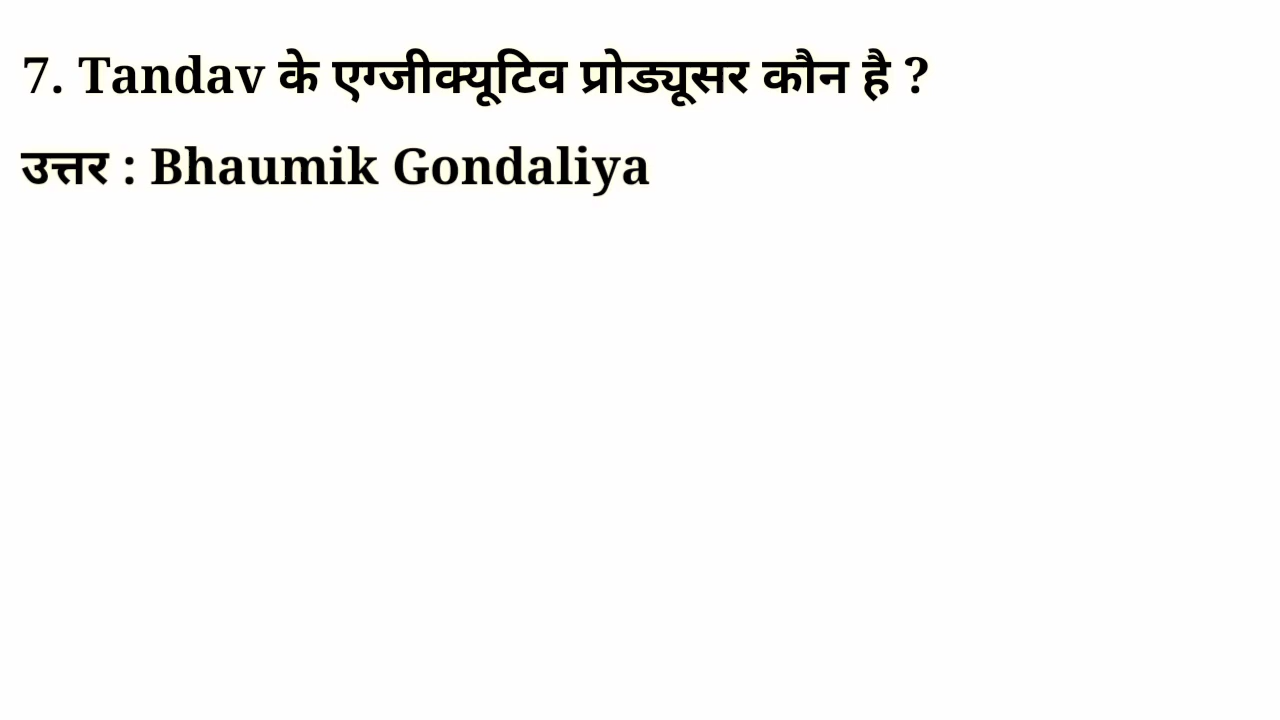 7. Tandav के एग्जीक्यूटिव प्रोड्यूसर कौन है ?
उत्तर : Bhaumik Gondaliya